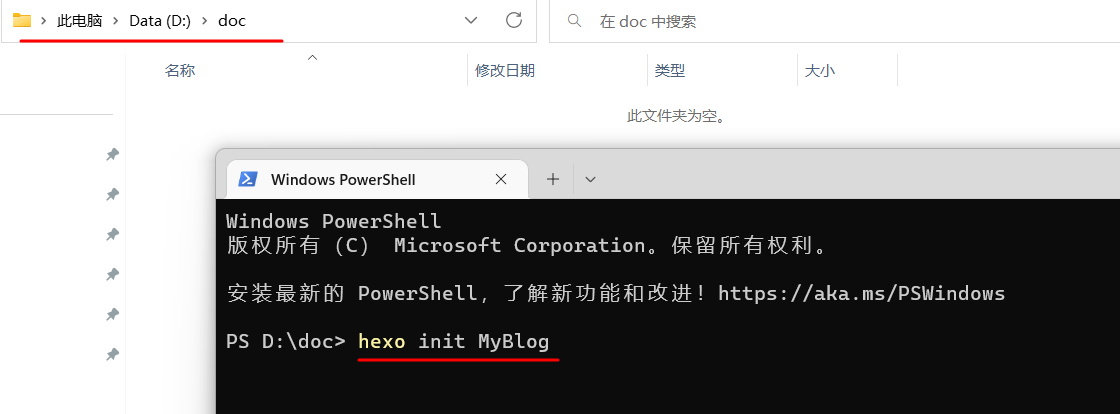 此电脑 > Data (D:) > doc
在 doc 中搜索
名称 修改日期 类型 大小
此文件夹为空。
Windows PowerShell
Windows PowerShell
版权所有 (C) Microsoft Corporation。保留所有权利。
安装最新的 PowerShell，了解新功能和改进！https://aka.ms/PSWindows
PS D:\doc> hexo init MyBlog